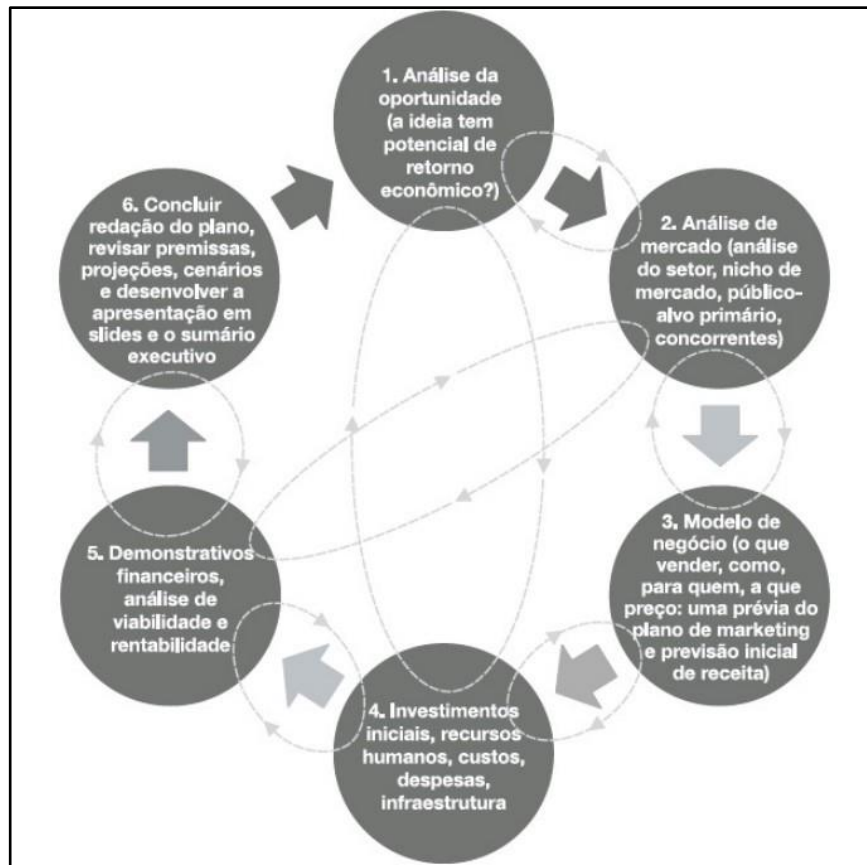 1. Análise da
oportunidade
(a ideia tem
potencial de
retorno
econômico?)
2. Análise de
mercado (análise
do setor, nicho de
mercado, público-
alvo primário,
concorrentes)
3. Modelo de
negócio (o que
vender, como,
para quem, a que
preço: uma prévia do
plano de marketing
e previsão inicial
de receita)
4. Investimentos
iniciais, recursos
humanos, custos,
despesas,
infraestrutura
5. Demonstrativos
financeiros,
análise de
viabilidade e
rentabilidade
6. Concluir
redação do plano,
revisar premissas,
projeções, cenários
e desenvolver a
apresentação em
slides e o sumário
executivo